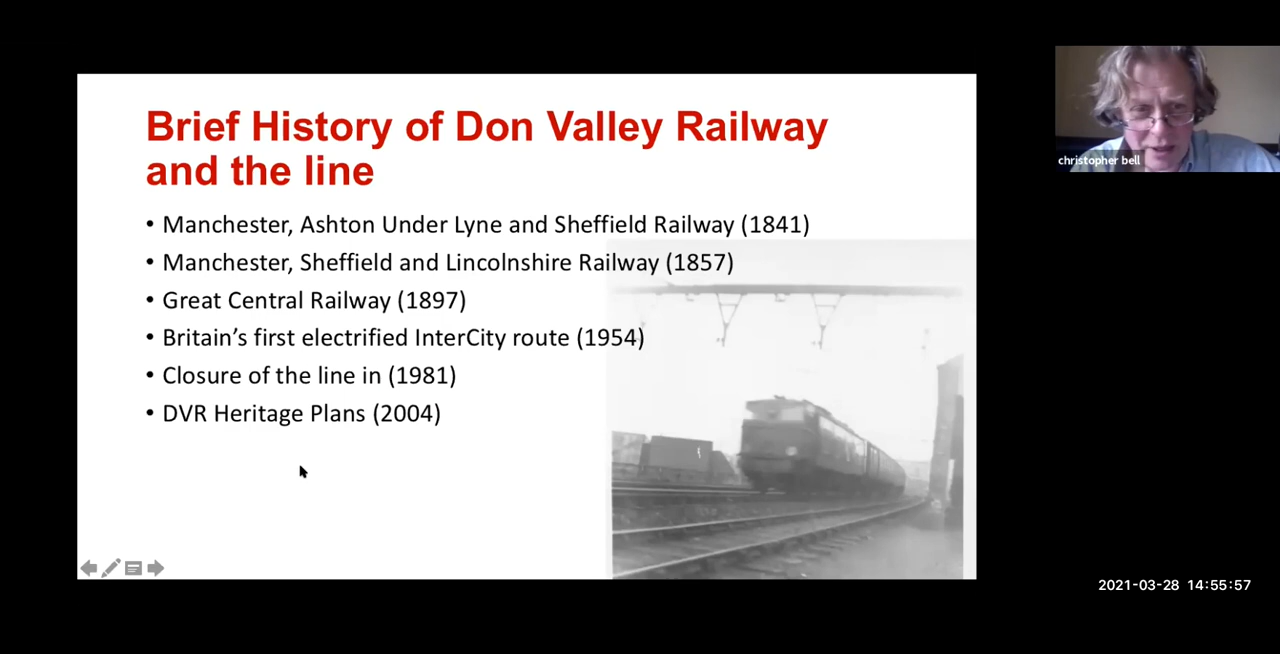 Brief History of Don Valley Railway
and the line
• Manchester, Ashton Under Lyne and Sheffield Railway (1841)
• Manchester, Sheffield and Lincolnshire Railway (1857)
• Great Central Railway (1897)
• Britain’s first electrified InterCity route (1954)
• Closure of the line in (1981)
• DVR Heritage Plans (2004)
christopher bell
2021-03-28 14:55:57